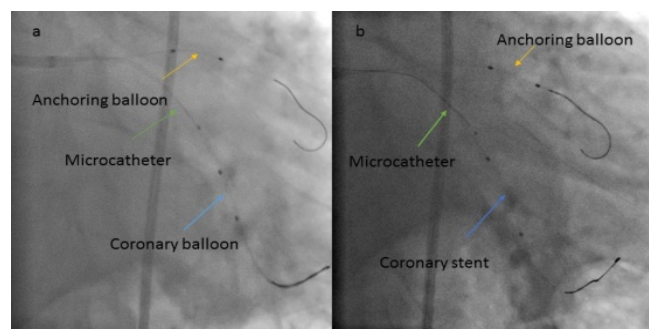 a
Anchoring balloon
Microcatheter
Coronary balloon
b
Anchoring balloon
Microcatheter
Coronary stent